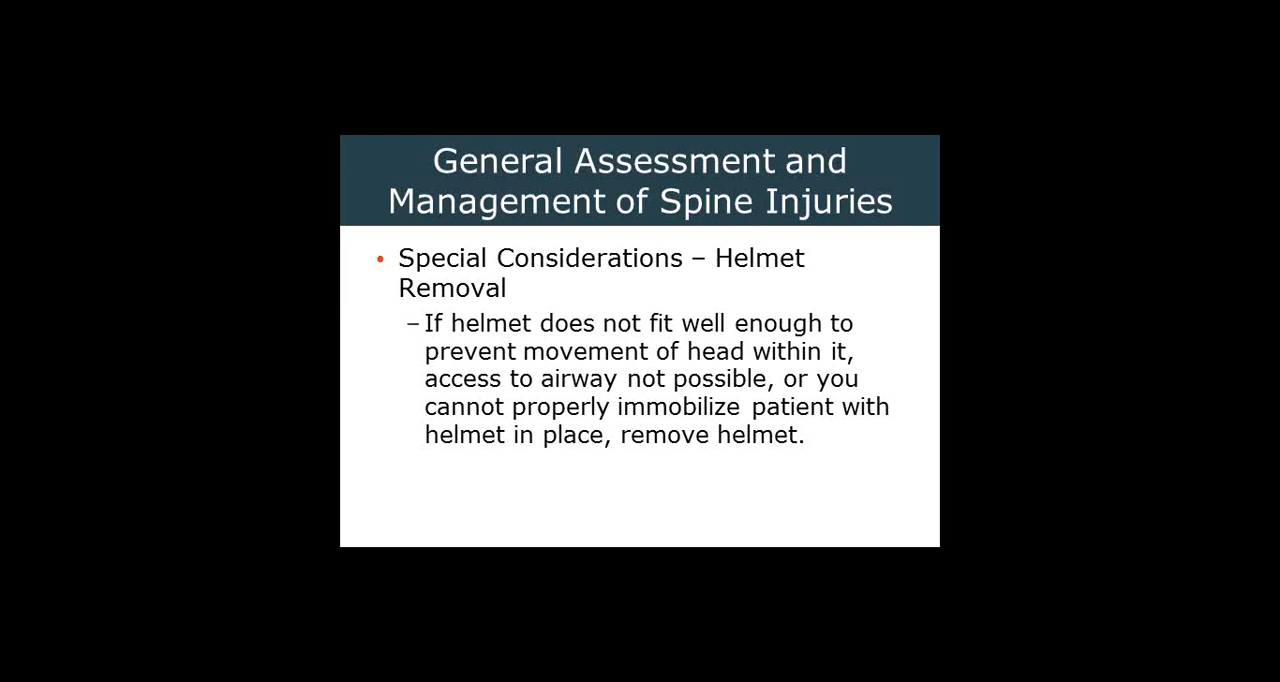 General Assessment and
Management of Spine Injuries
• Special Considerations – Helmet
Removal
– If helmet does not fit well enough to
prevent movement of head within it,
access to airway not possible, or you
cannot properly immobilize patient with
helmet in place, remove helmet.